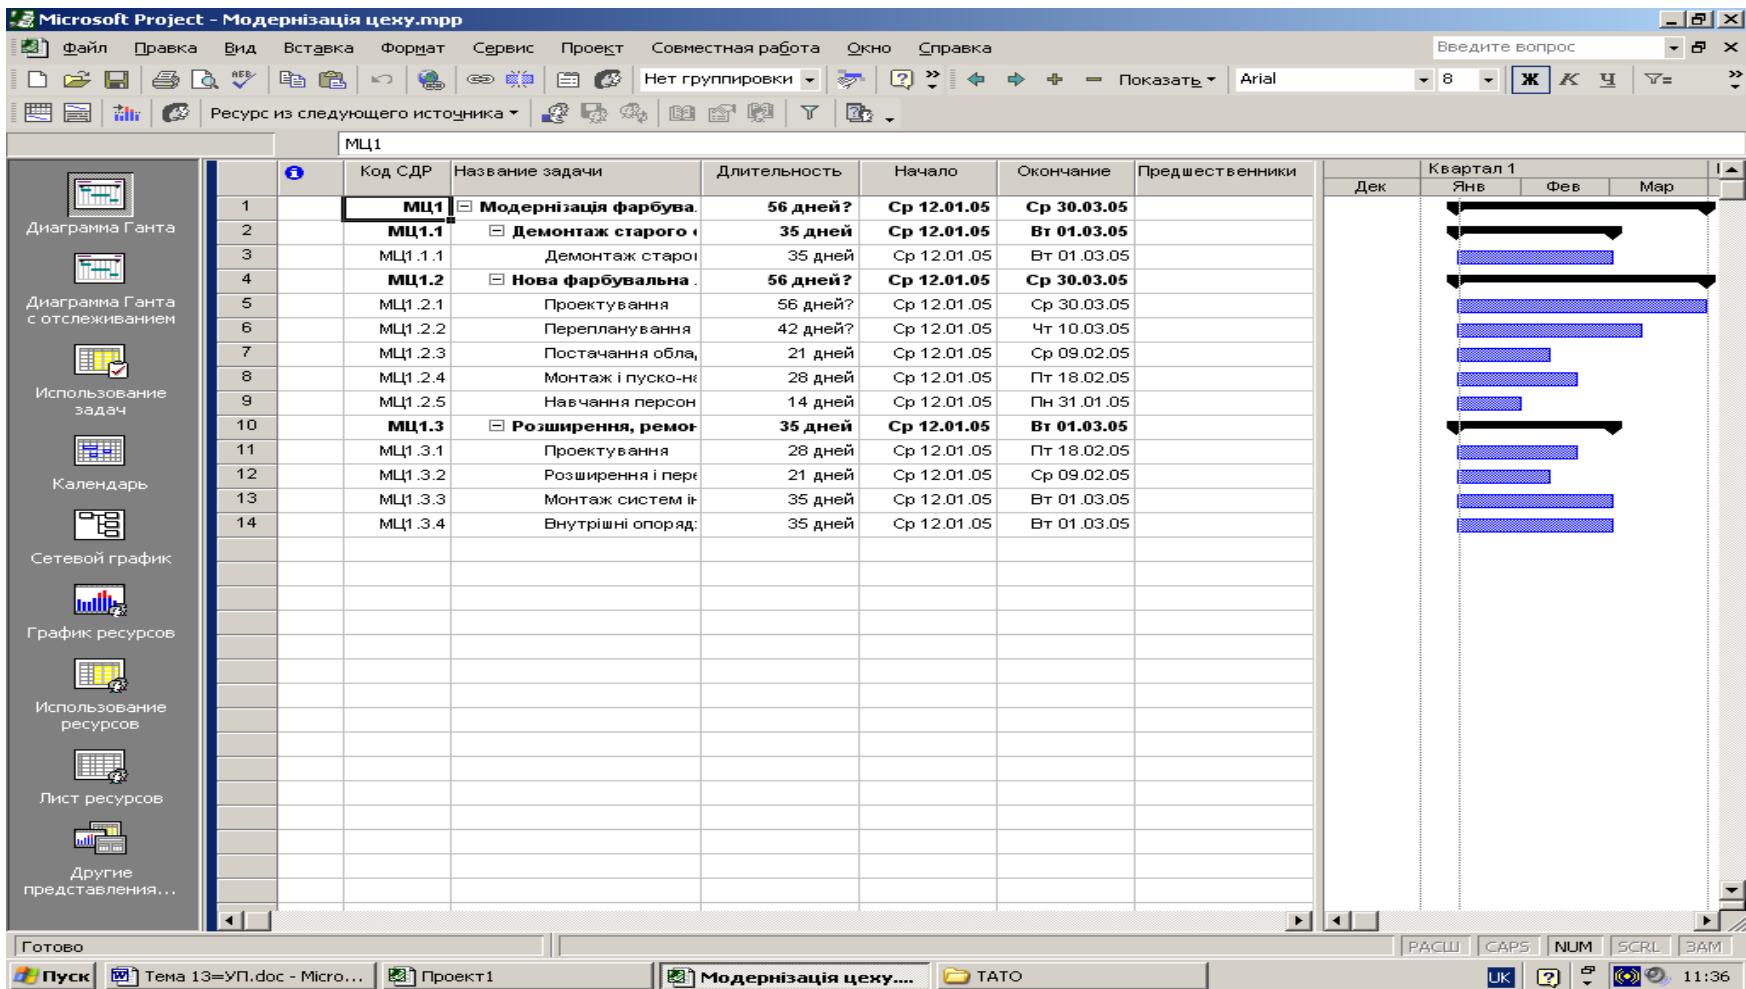 Microsoft Project - Модернізація цеху.mpp
Файл Правка Вид Вставка Формат Сервис Проект Совместная работа Окно Справка Введите вопрос
Нет группировки Показать Arial 8 Ж К Ч
Ресурс из следующего источника
МЦ1
Код СДР Название задачи Длительность Начало Окончание Предшественники Квартал 1
Дек Янв Фев Мар
1 МЦ1 Модернізація фарбува 56 дней? Ср 12.01.05 Ср 30.03.05
2 МЦ1.1 Демонтаж старого 35 дней Ср 12.01.05 Вт 01.03.05
3 МЦ1.1.1 Демонтаж старо 35 дней Ср 12.01.05 Вт 01.03.05
4 МЦ1.2 Нова фарбувальна 56 дней? Ср 12.01.05 Ср 30.03.05
5 МЦ1.2.1 Проектування 56 дней? Ср 12.01.05 Ср 30.03.05
6 МЦ1.2.2 Перепланування 42 дней? Ср 12.01.05 Чт 10.03.05
7 МЦ1.2.3 Постачання обла 21 дней Ср 12.01.05 Ср 09.02.05
8 МЦ1.2.4 Монтаж і пуско-на 28 дней Ср 12.01.05 Пт 18.02.05
9 МЦ1.2.5 Навчання персон 14 дней Ср 12.01.05 Пн 31.01.05
10 МЦ1.3 Розширення, ремон 35 дней Ср 12.01.05 Вт 01.03.05
11 МЦ1.3.1 Проектування 28 дней Ср 12.01.05 Пт 18.02.05
12 МЦ1.3.2 Розширення і пере 21 дней Ср 12.01.05 Ср 09.02.05
13 МЦ1.3.3 Монтаж систем ін 35 дней Ср 12.01.05 Вт 01.03.05
14 МЦ1.3.4 Внутрішні опоряд 35 дней Ср 12.01.05 Вт 01.03.05
Диаграмма Ганта
Диаграмма Ганта
с отслеживанием
Использование
задач
Календарь
Сетевой график
График ресурсов
Использование
ресурсов
Лист ресурсов
Другие
представления...
Готово РАСШ CAPS NUM SCRL ЗАМ
Пуск Тема 13=УП.doc - Micro... Проект1 Модернізація цеху.... ТАТО UK 11:36